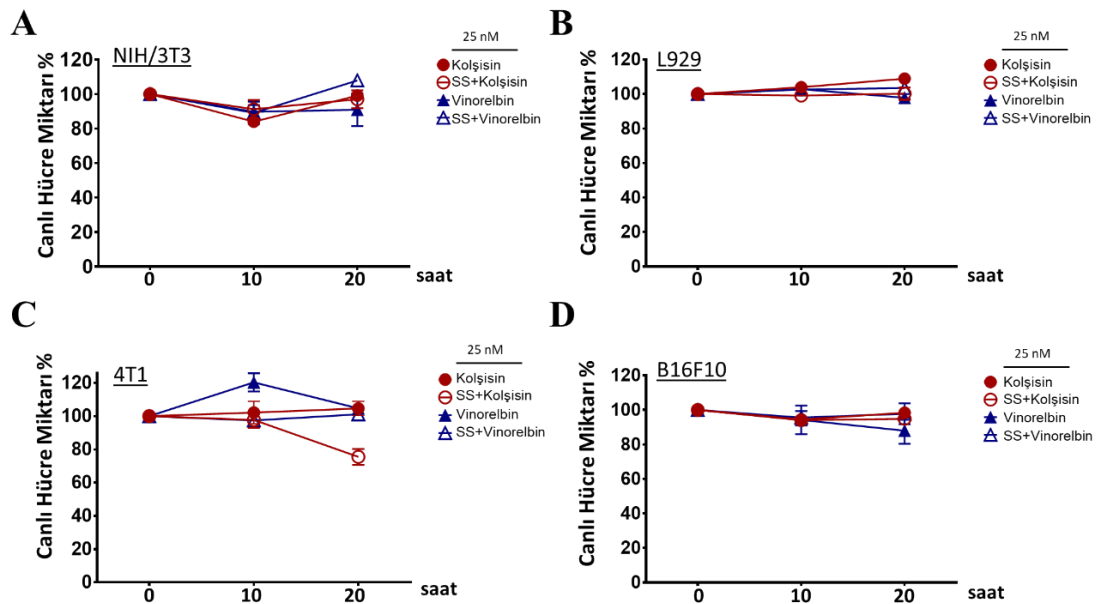 A
NIH/3T3
Canlı Hücre Miktarı %
120
100
80
60
40
20
0
0 10 20 saat
25 nM
Kolşisin
SS+Kolşisin
Vinorelbin
SS+Vinorelbin
B
L929
Canlı Hücre Miktarı %
120
100
80
60
40
20
0
0 10 20 saat
25 nM
Kolşisin
SS+Kolşisin
Vinorelbin
SS+Vinorelbin
C
4T1
Canlı Hücre Miktarı %
120
100
80
60
40
20
0
0 10 20 saat
25 nM
Kolşisin
SS+Kolşisin
Vinorelbin
SS+Vinorelbin
D
B16F10
Canlı Hücre Miktarı %
120
100
80
60
40
20
0
0 10 20 saat
25 nM
Kolşisin
SS+Kolşisin
Vinorelbin
SS+Vinorelbin